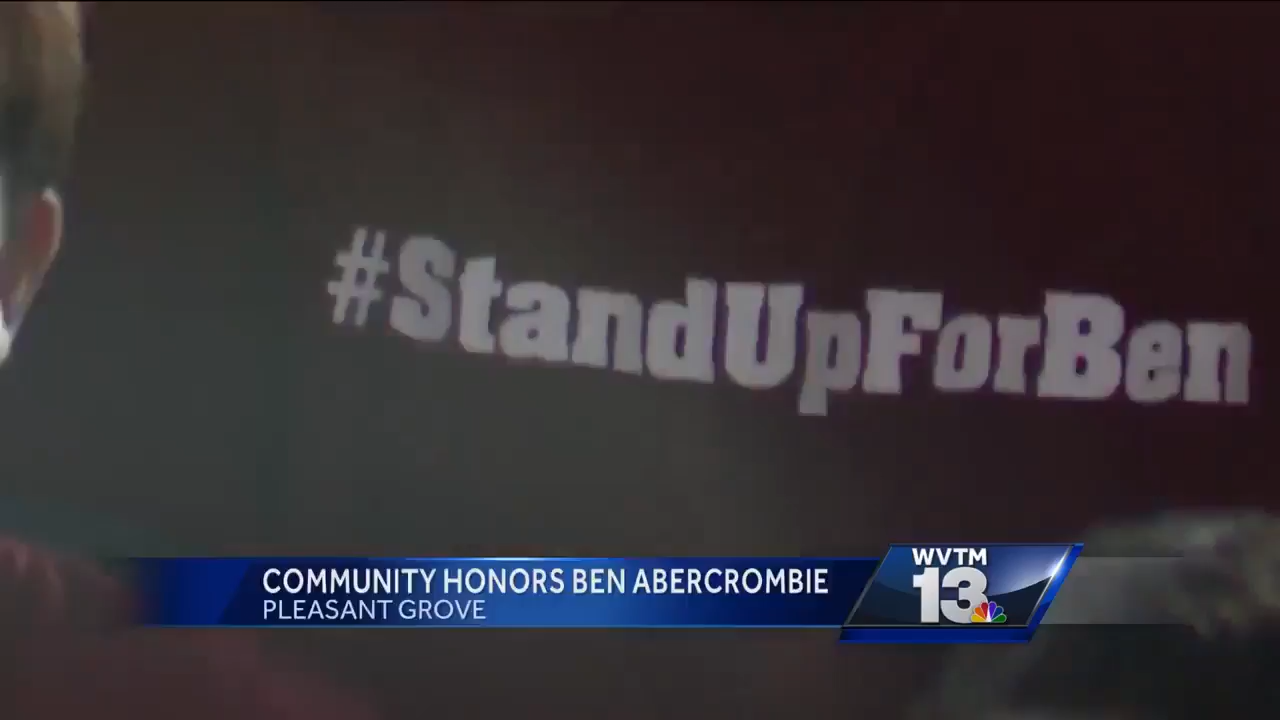 #StandUpForBen
COMMUNITY HONORS BEN ABERCROMBIE
PLEASANT GROVE
WVTM
13